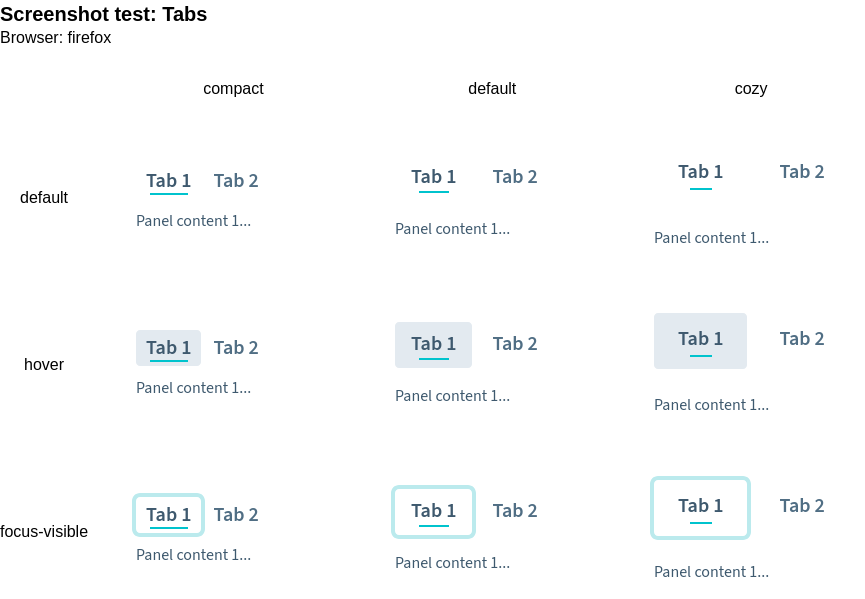 Screenshot test: Tabs
Browser: firefox
compact default cozy
default
Tab 1 Tab 2 Tab 1 Tab 2 Tab 1 Tab 2
Panel content 1... Panel content 1... Panel content 1...
hover
Tab 1 Tab 2 Tab 1 Tab 2 Tab 1 Tab 2
Panel content 1... Panel content 1... Panel content 1...
focus-visible
Tab 1 Tab 2 Tab 1 Tab 2 Tab 1 Tab 2
Panel content 1... Panel content 1... Panel content 1...